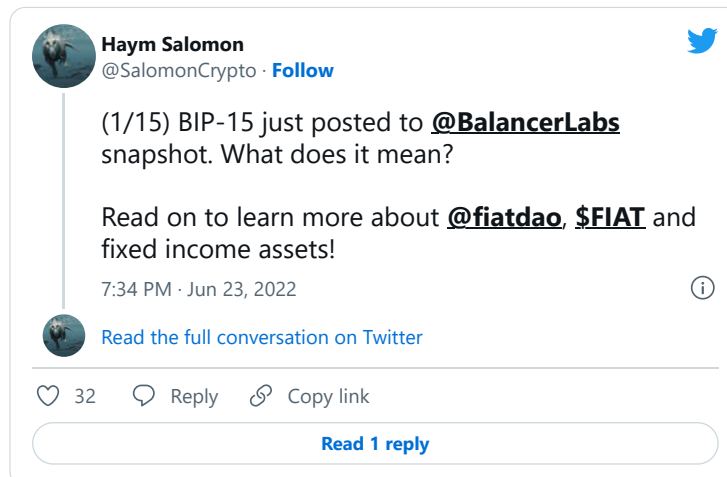 Haym Salomon
@SalomonCrypto · Follow
(1/15) BIP-15 just posted to @BalancerLabs
snapshot. What does it mean?
Read on to learn more about @fiatdao, $FIAT and
fixed income assets!
7:34 PM · Jun 23, 2022
Read the full conversation on Twitter
32 Reply Copy link
Read 1 reply